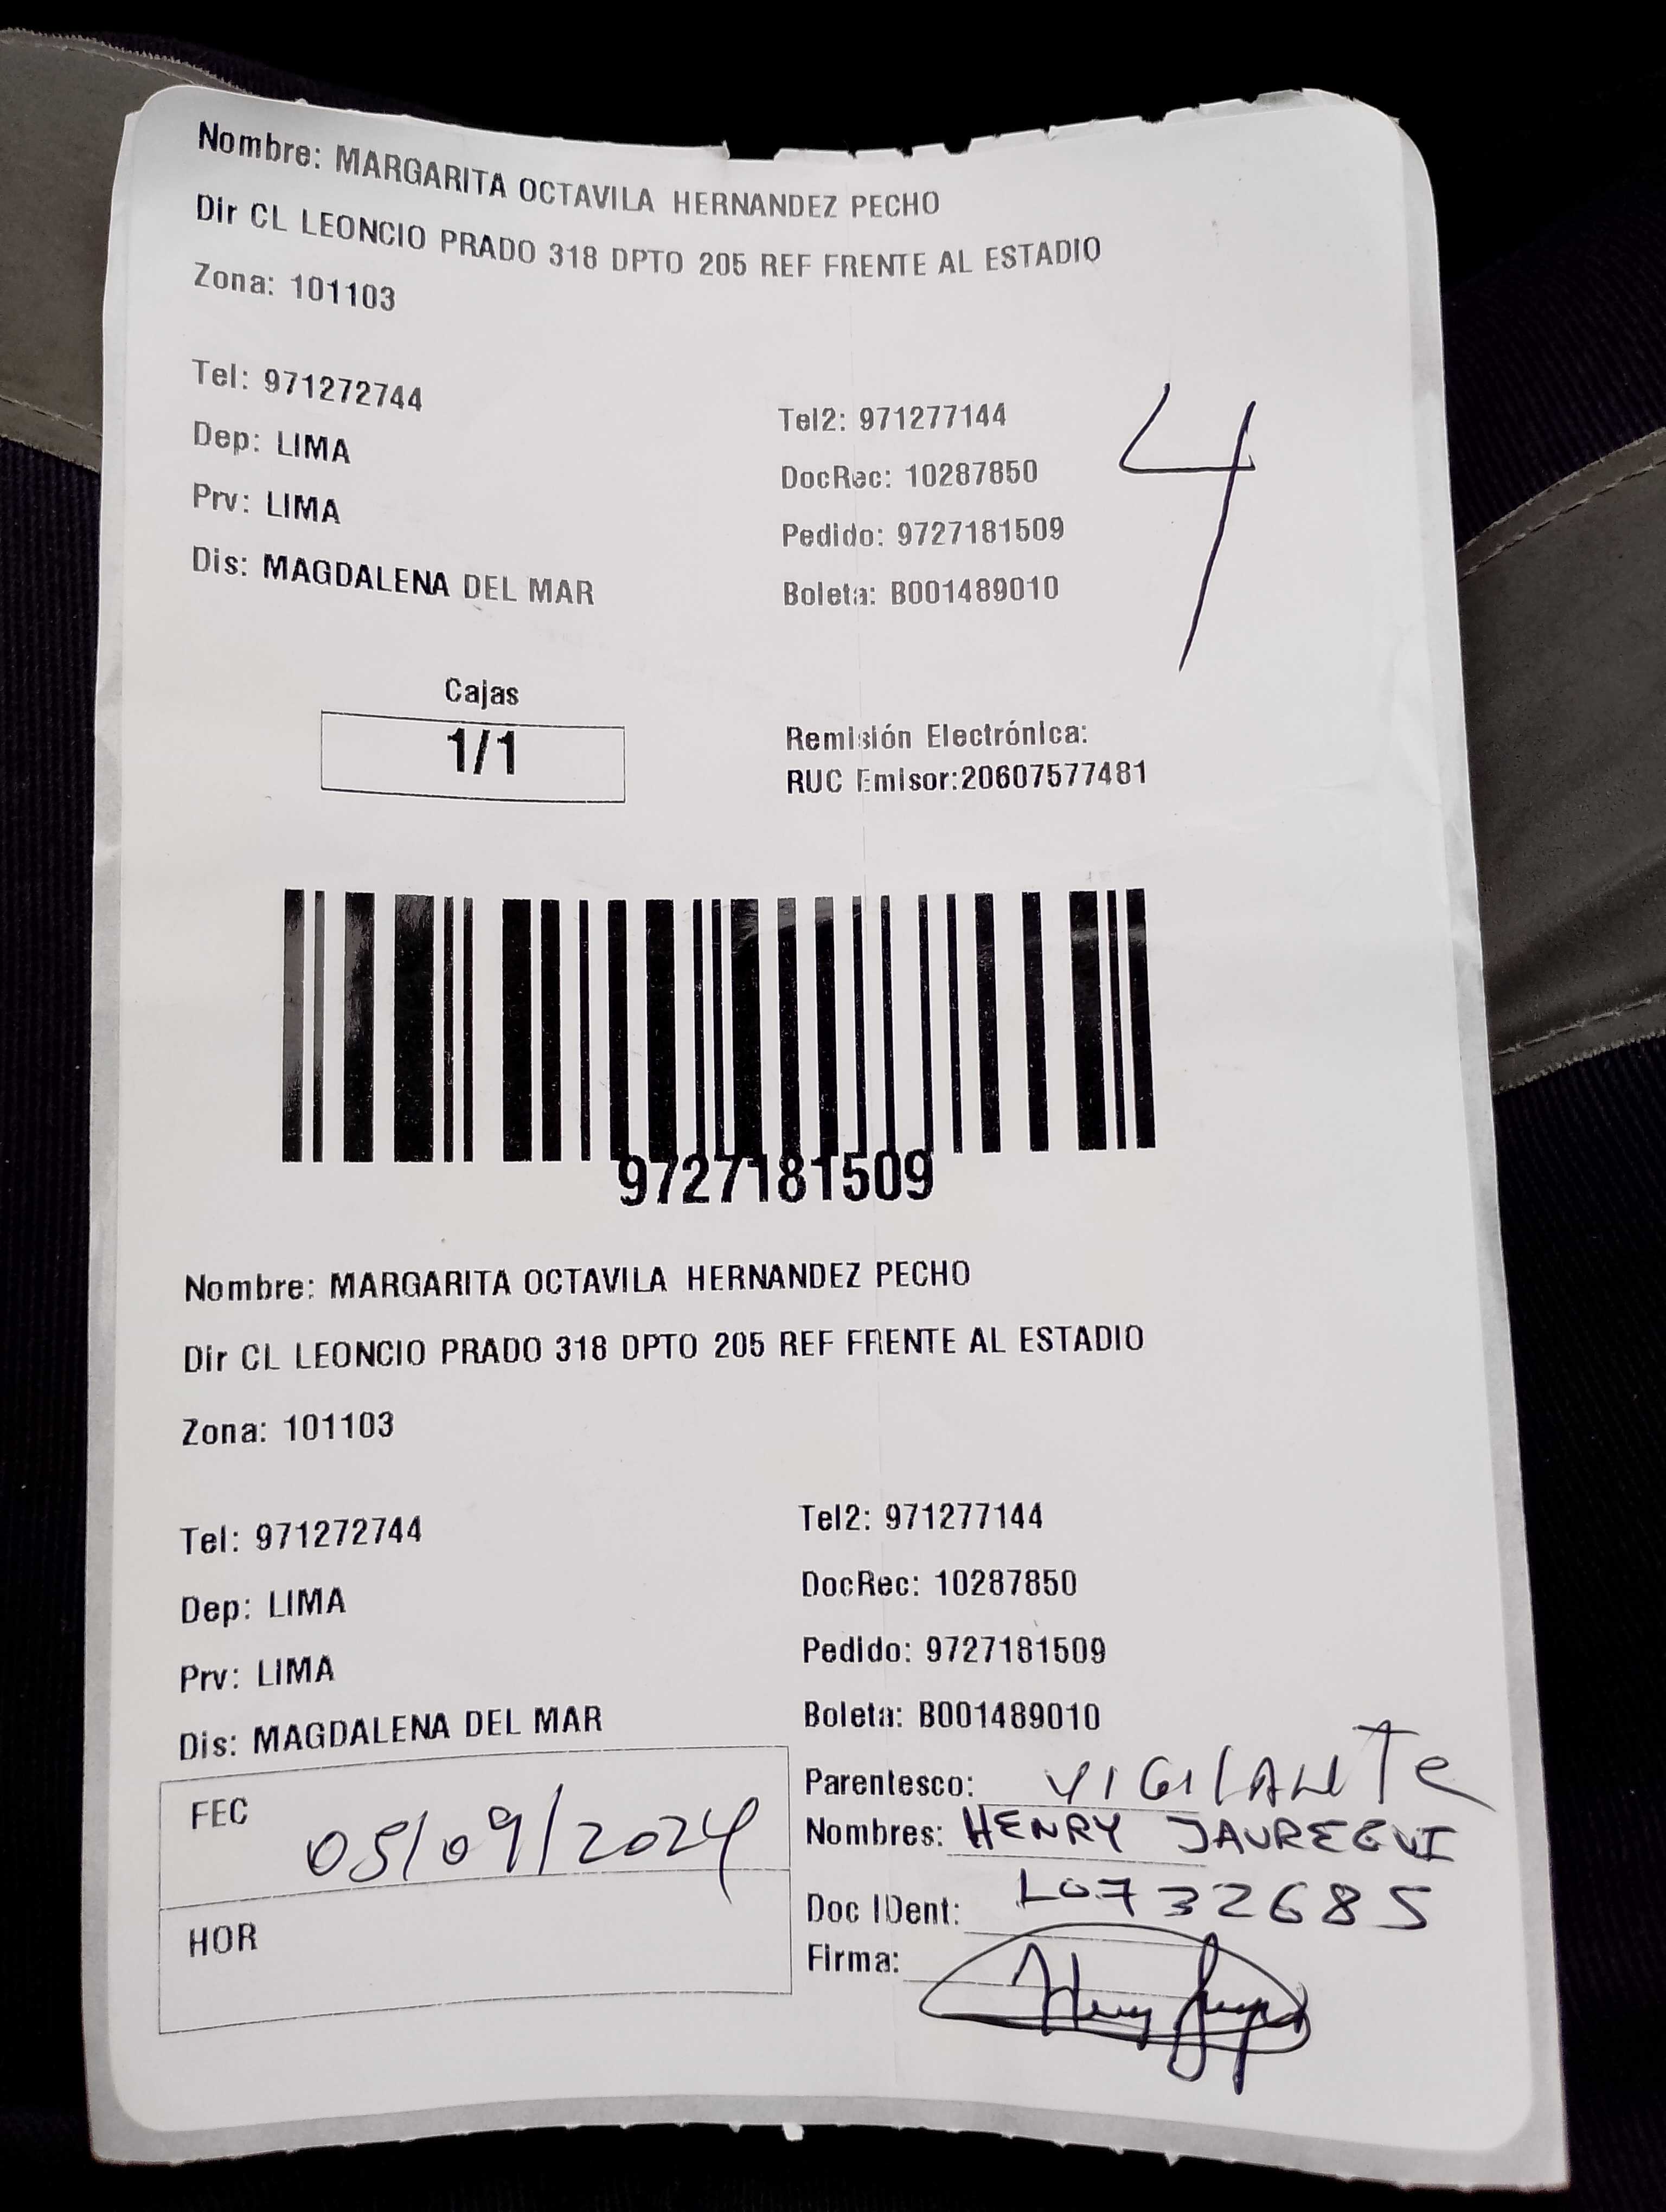 Nombre: MARGARITA OCTAVILA HERNANDEZ PECHO
Dir CL LEONCIO PRADO 318 DPTO 205 REF FRENTE AL ESTADIO
Zona: 101103
Tel: 971272744
Tel2: 971277144
Dep: LIMA
DocRec: 10287850
Prv: LIMA
Pedido: 9727181509
Dis: MAGDALENA DEL MAR
Boleta: B001489010
4
Cajas
1/1
Remisión Electrónica:
RUC Emisor:20607577481
9727181509
Nombre: MARGARITA OCTAVILA HERNANDEZ PECHO
Dir CL LEONCIO PRADO 318 DPTO 205 REF FRENTE AL ESTADIO
Zona: 101103
Tel: 971272744
Tel2: 971277144
Dep: LIMA
DocRec: 10287850
Prv: LIMA
Pedido: 9727181509
Dis: MAGDALENA DEL MAR
Boleta: B001489010
FEC 05/09/2024
HOR
Parentesco: VIGILANTE
Nombres: HENRY JAUREGUI
Doc IDent: 10732685
Firma: